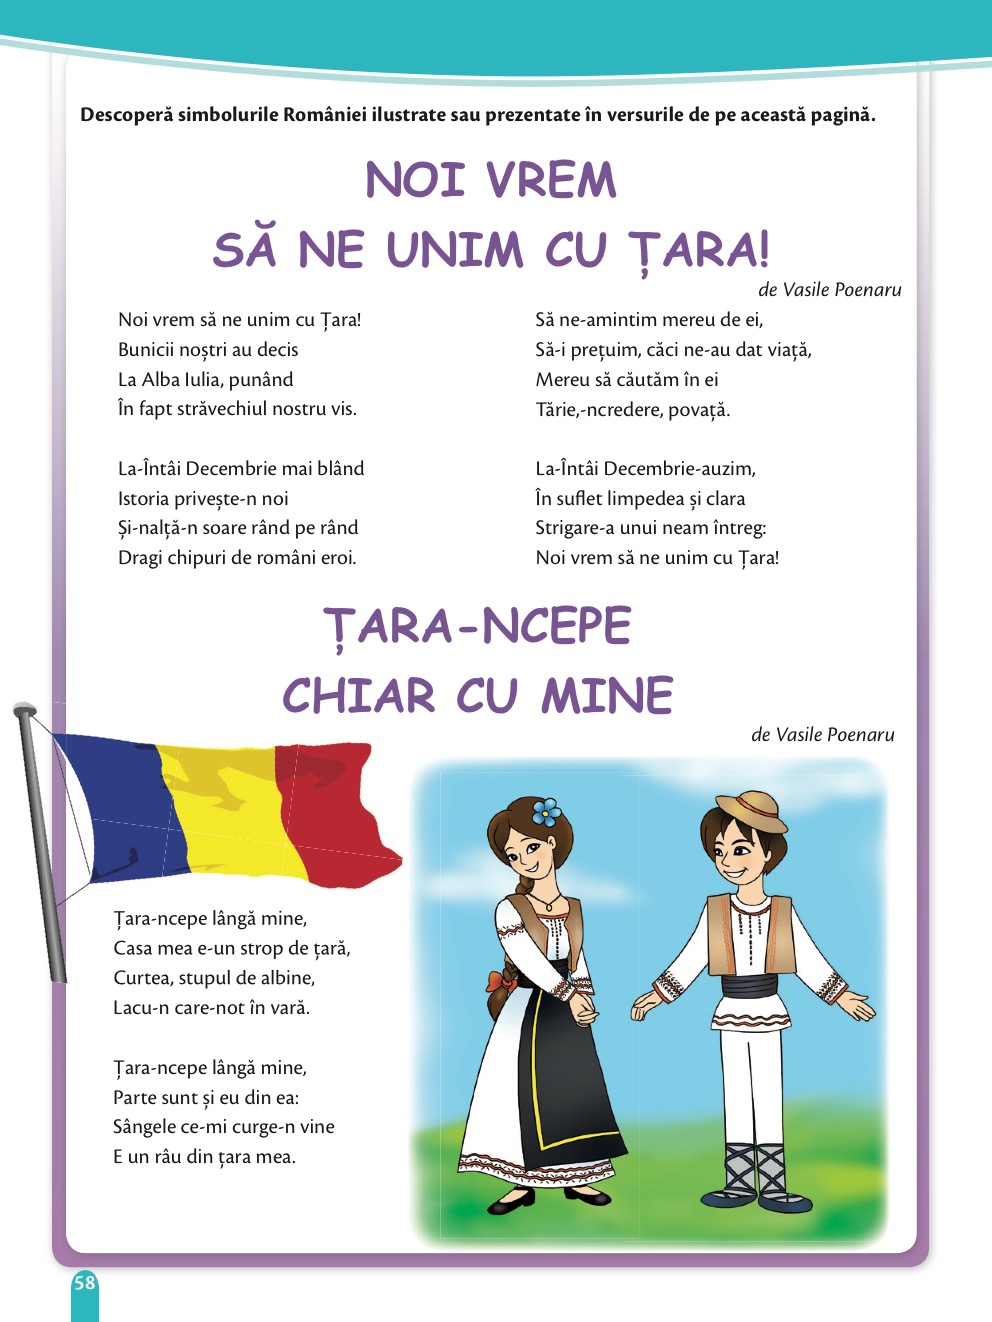 Descoperă simbolurile României ilustrate sau prezentate în versurile de pe această pagină.
NOI VREM
SĂ NE UNIM CU ȚARA!
de Vasile Poenaru
Noi vrem să ne unim cu Țara!
Bunicii noștri au decis
La Alba Iulia, punând
În fapt străvechiul nostru vis.
La-Întâi Decembrie mai blând
Istoria privește-n noi
Și-nalță-n soare rând pe rând
Dragi chipuri de români eroi.
Să ne-amintim mereu de ei,
Să-i prețuim, căci ne-au dat viață,
Mereu să căutăm în ei
Tărie,-ncredere, povață.
La-Întâi Decembrie-auzim,
În suflet limpedea și clara
Strigare-a unui neam întreg:
Noi vrem să ne unim cu Țara!
ȚARA-NCEPE
CHIAR CU MINE
de Vasile Poenaru
Țara-ncepe lângă mine,
Casa mea e-un strop de țară,
Curtea, stupul de albine,
Lacu-n care-not în vară.
Țara-ncepe lângă mine,
Parte sunt și eu din ea:
Sângele ce-mi curge-n vine
E un râu din țara mea.
58